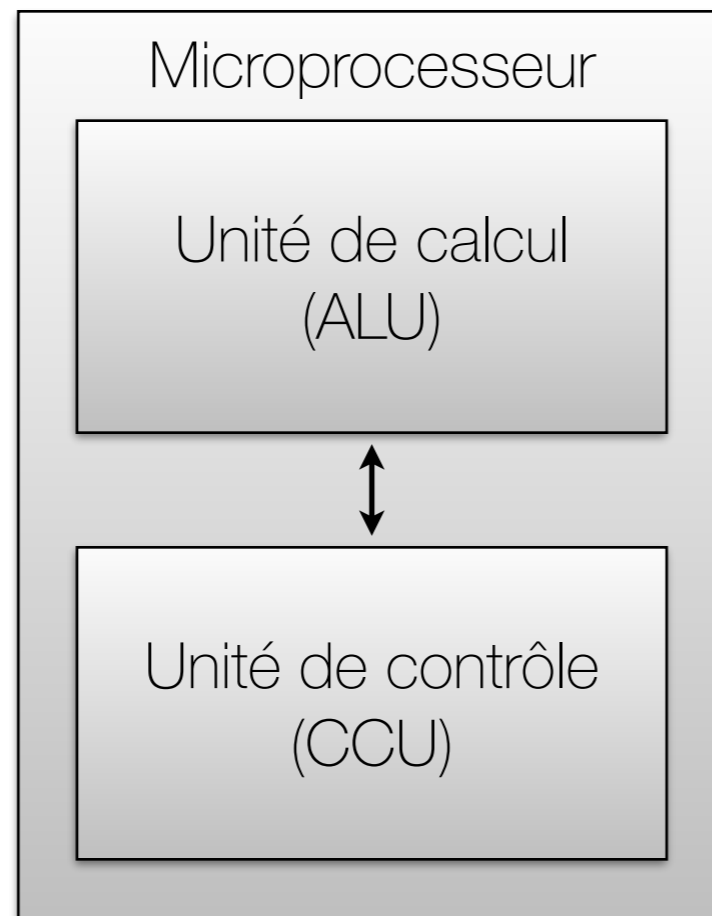 Microprocesseur
Unité de calcul
(ALU)
Unité de contrôle
(CCU)